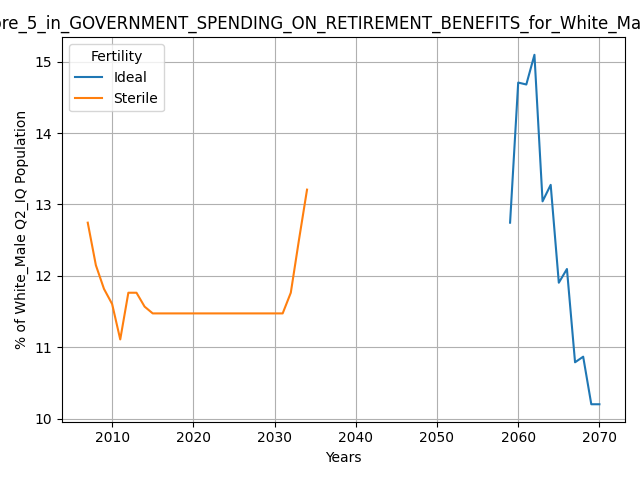 ore_5_in_GOVERNMENT_SPENDING_ON_RETIREMENT_BENEFITS_for_White_Ma
Fertility
Ideal
Sterile
% of White_Male Q2_IQ Population
15
14
13
12
11
10
2010 2020 2030 2040 2050 2060 2070
Years